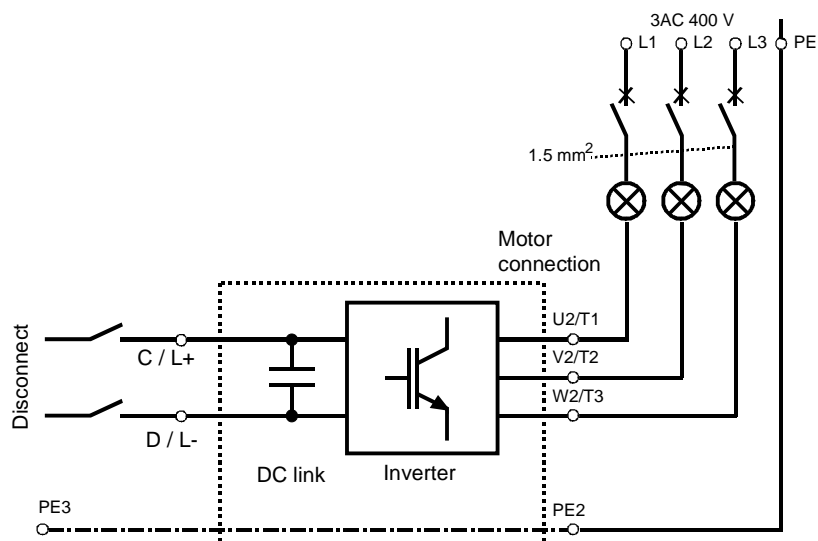 3AC 400 V
L1
L2
L3
PE
1.5 mm²
Motor
connection
U2/T1
V2/T2
W2/T3
Disconnect
C / L+
D / L-
DC link
Inverter
PE3
PE2